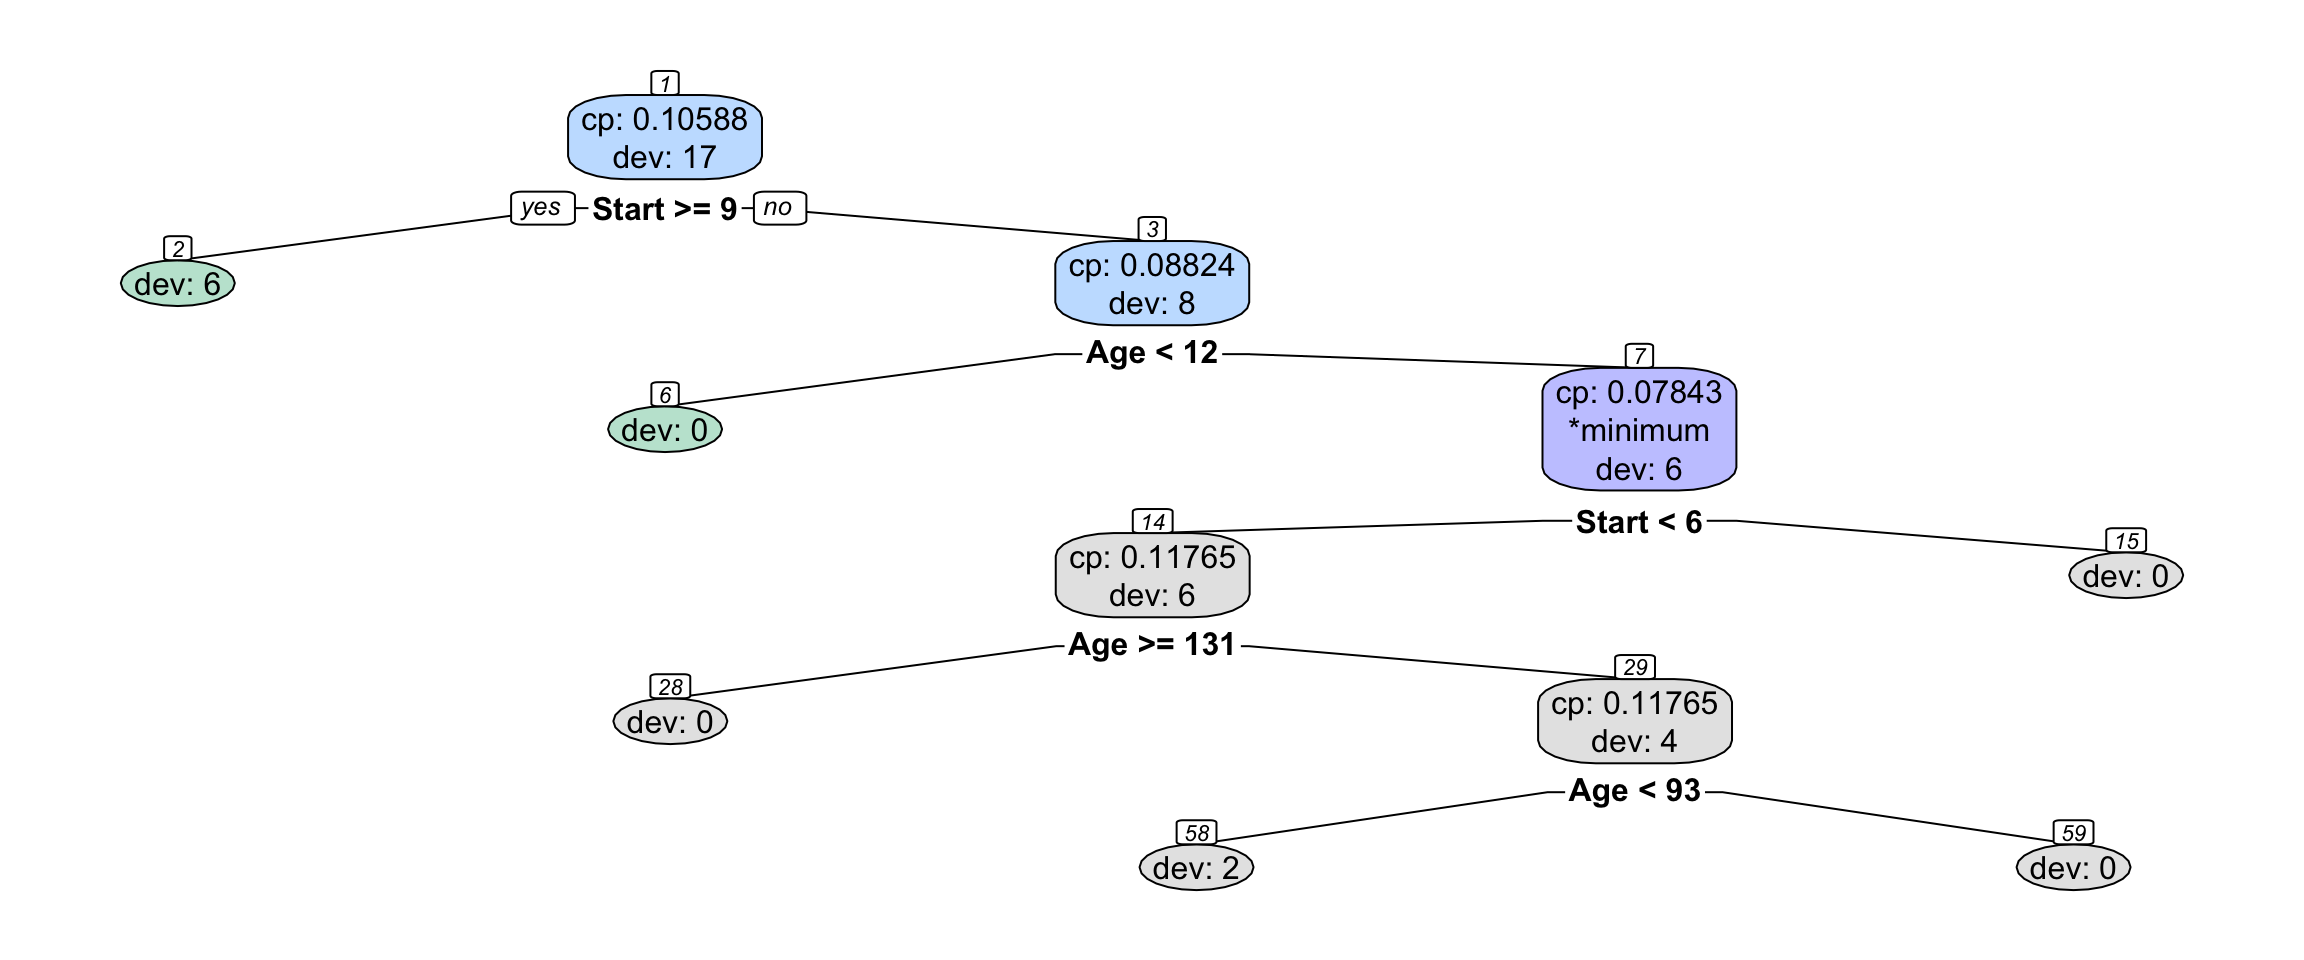 1
cp: 0.10588
dev: 17
yes Start >= 9 no
2
dev: 6
3
cp: 0.08824
dev: 8
Age < 12
6
dev: 0
7
cp: 0.07843
*minimum
dev: 6
Start < 6
14
cp: 0.11765
dev: 6
15
dev: 0
Age >= 131
28
dev: 0
29
cp: 0.11765
dev: 4
Age < 93
58
dev: 2
59
dev: 0